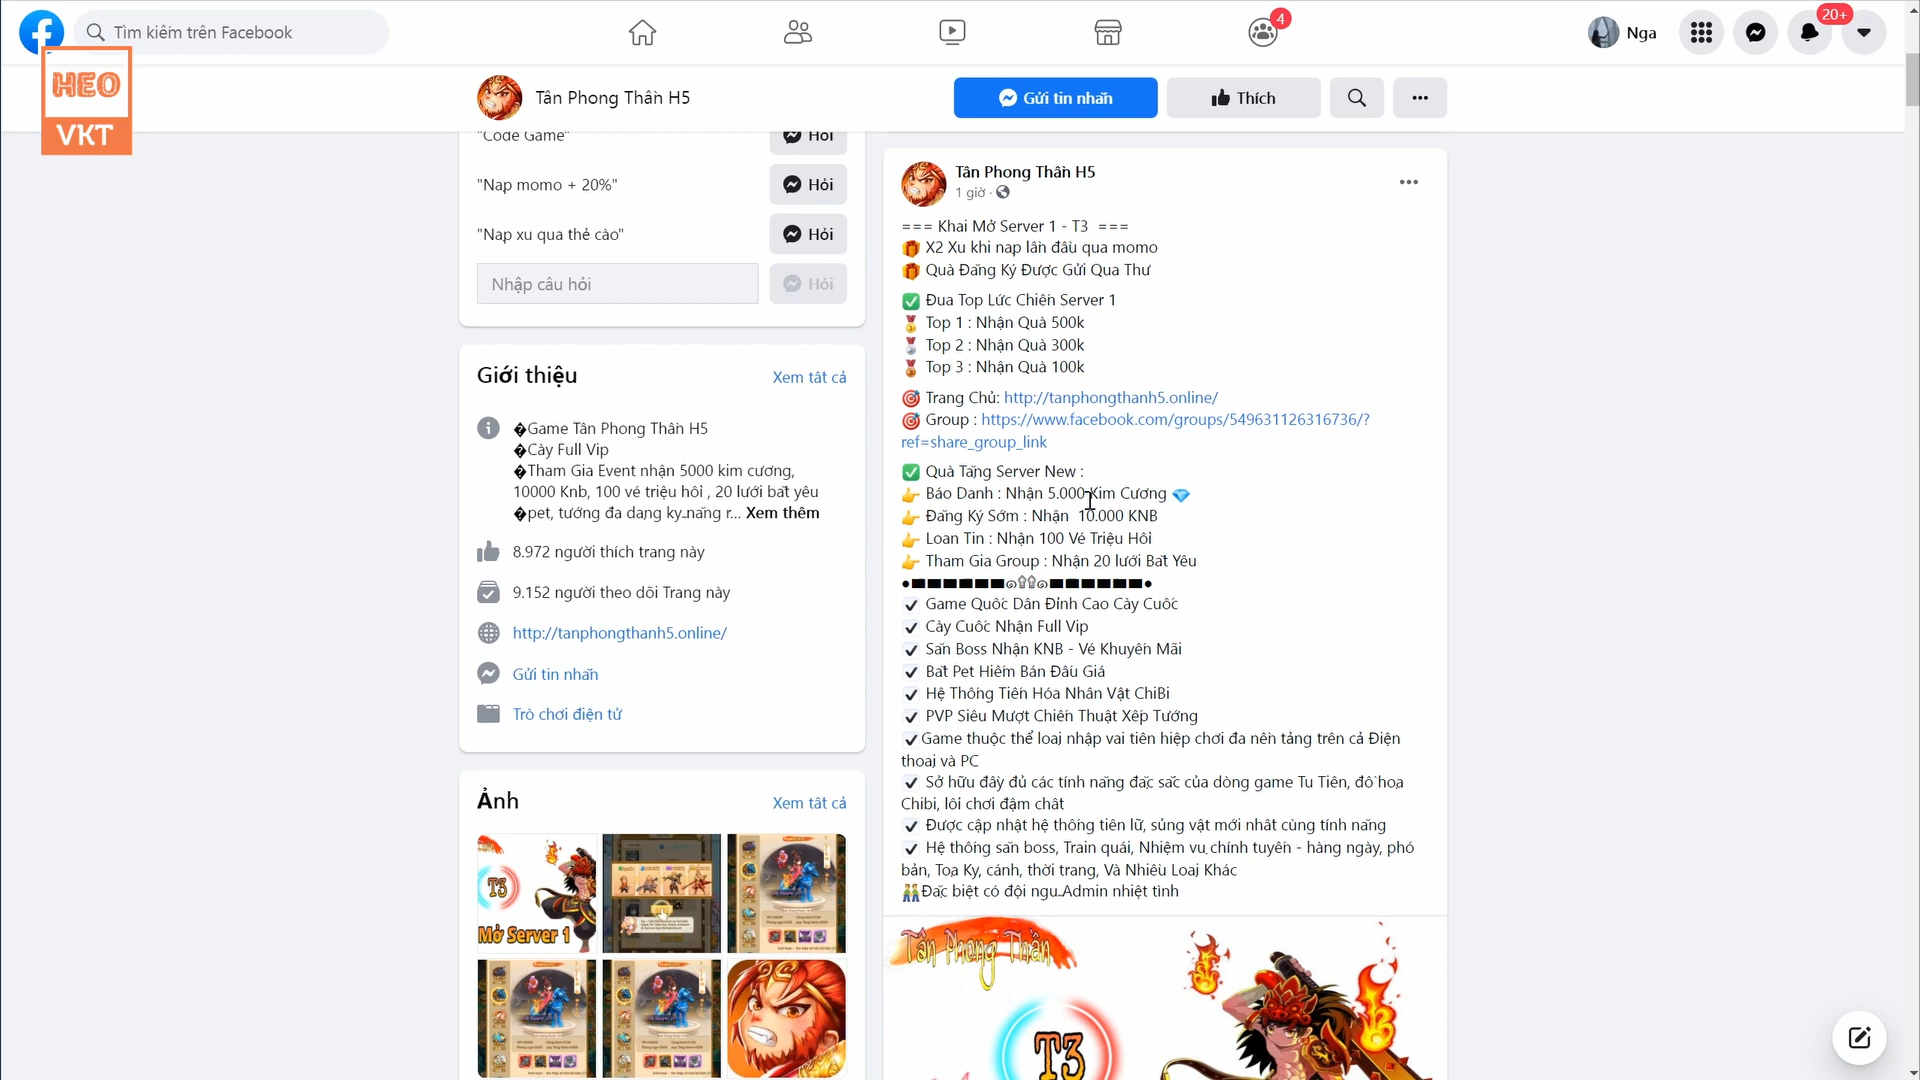 Tìm kiếm trên Facebook
4
Nga
20+
HEO
VKT
Tân Phong Thần H5
Gửi tin nhắn
Thích
"Code Game"
Hỏi
"Nạp momo + 20%"
Hỏi
"Nạp xu qua thẻ cào"
Hỏi
Nhập câu hỏi
Hỏi
Giới thiệu
Xem tất cả
�Game Tân Phong Thần H5
�Cày Full Vip
�Tham Gia Event nhận 5000 kim cương,
10000 Knb, 100 vé triệu hồi , 20 lưới bắt yêu
�pet, tướng đa dạng kỹ năng r... Xem thêm
8.972 người thích trang này
9.152 người theo dõi Trang này
http://tanphongthanh5.online/
Gửi tin nhắn
Trò chơi điện tử
Ảnh
Xem tất cả
T3
Mở Server 1
Tân Phong Thần H5
1 giờ ·
=== Khai Mở Server 1 - T3 ===
🎁 X2 Xu khi nạp lần đầu qua momo
🎁 Quà Đăng Ký Được Gửi Qua Thư
✅ Đua Top Lực Chiến Server 1
🥇 Top 1 : Nhận Quà 500k
🥈 Top 2 : Nhận Quà 300k
🥉 Top 3 : Nhận Quà 100k
🎯 Trang Chủ: http://tanphongthanh5.online/
🎯 Group : https://www.facebook.com/groups/549631126316736/?
ref=share_group_link
✅ Quà Tặng Server New :
👉 Báo Danh : Nhận 5.000 Kim Cương 💎
👉 Đăng Ký Sớm : Nhận 10.000 KNB
👉 Loan Tin : Nhận 100 Vé Triệu Hồi
👉 Tham Gia Group : Nhận 20 lưới Bắt Yêu
●■■■■■■๑۩۩๑■■■■■■●
✔ Game Quốc Dân Đỉnh Cao Cày Cuốc
✔ Cày Cuốc Nhận Full Vip
✔ Săn Boss Nhận KNB - Vé Khuyến Mãi
✔ Bắt Pet Hiếm Bán Đấu Giá
✔ Hệ Thống Tiến Hóa Nhân Vật ChiBi
✔ PVP Siêu Mượt Chiến Thuật Xếp Tướng
✔Game thuộc thể loại nhập vai tiên hiệp chơi đa nền tảng trên cả Điện
thoại và PC
✔ Sở hữu đầy đủ các tính năng đặc sắc của dòng game Tu Tiên, đồ họa
Chibi, lối chơi đậm chất
✔ Được cập nhật hệ thống tiên lữ, sủng vật mới nhất cùng tính năng
✔ Hệ thống săn boss, Train quái, Nhiệm vụ chính tuyến - hàng ngày, phó
bản, Tọa Kỵ, cánh, thời trang, Và Nhiều Loại Khác
👬Đặc biệt có đội ngũ Admin nhiệt tình
Tân Phong Thần
T3